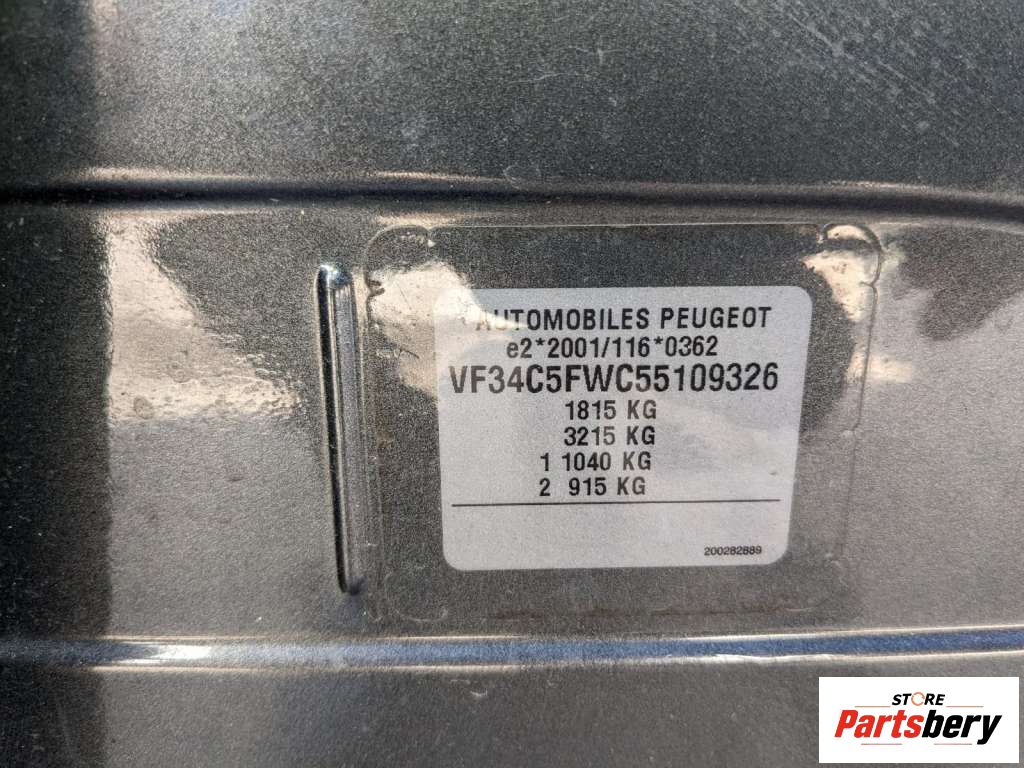 AUTOMOBILES PEUGEOT
e2*2001/116*0362
VF34C5FWC55109326
1815 KG
3215 KG
1 1040 KG
2 915 KG
200282889
STORE
Partsbery